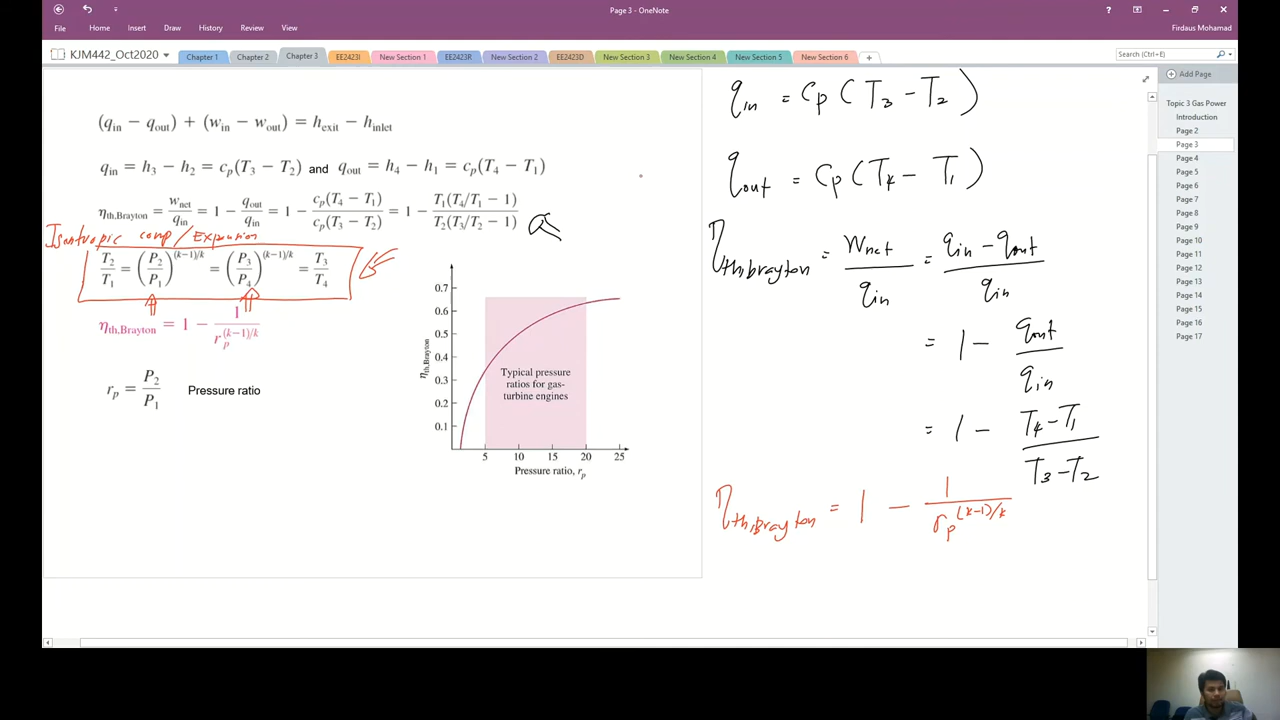 Page 3 - OneNote
File Home Insert Draw History Review View
Firdaus Mohamad
KJM442_Oct2020
Chapter 1 Chapter 2 Chapter 3 EE2423I New Section 1 EE2423R New Section 2 EE2423D New Section 3 New Section 4 New Section 5 New Section 6
Search (Ctrl+E)
Add Page
Topic 3 Gas Power
Introduction
Page 2
Page 3
Page 4
Page 5
Page 6
Page 7
Page 8
Page 9
Page 10
Page 11
Page 12
Page 13
Page 14
Page 15
Page 16
Page 17
(q_in − q_out) + (w_in − w_out) = h_exit − h_inlet
q_in = h_3 − h_2 = c_p(T_3 − T_2) and q_out = h_4 − h_1 = c_p(T_4 − T_1)
η_th,Brayton = w_net/q_in = 1 − q_out/q_in = 1 − c_p(T_4 − T_1)/c_p(T_3 − T_2) = 1 − T_1(T_4/T_1 − 1)/T_2(T_3/T_2 − 1)
Isentropic comp/Expansion
T_2/T_1 = (P_2/P_1)^(k−1)/k = (P_3/P_4)^(k−1)/k = T_3/T_4
η_th,Brayton = 1 − 1/r_p^(k−1)/k
r_p = P_2/P_1 Pressure ratio
η_th,Brayton
0.7
0.6
0.5
0.4
0.3
0.2
0.1
Typical pressure
ratios for gas-
turbine engines
5 10 15 20 25
Pressure ratio, r_p
q_in = c_p (T_3 − T_2)
q_out = c_p (T_4 − T_1)
η_th,brayton = w_net/q_in = q_in − q_out/q_in
= 1 − q_out/q_in
= 1 − T_4 − T_1/T_3 − T_2
η_th,Brayton = 1 − 1/r_p^(k−1)/k